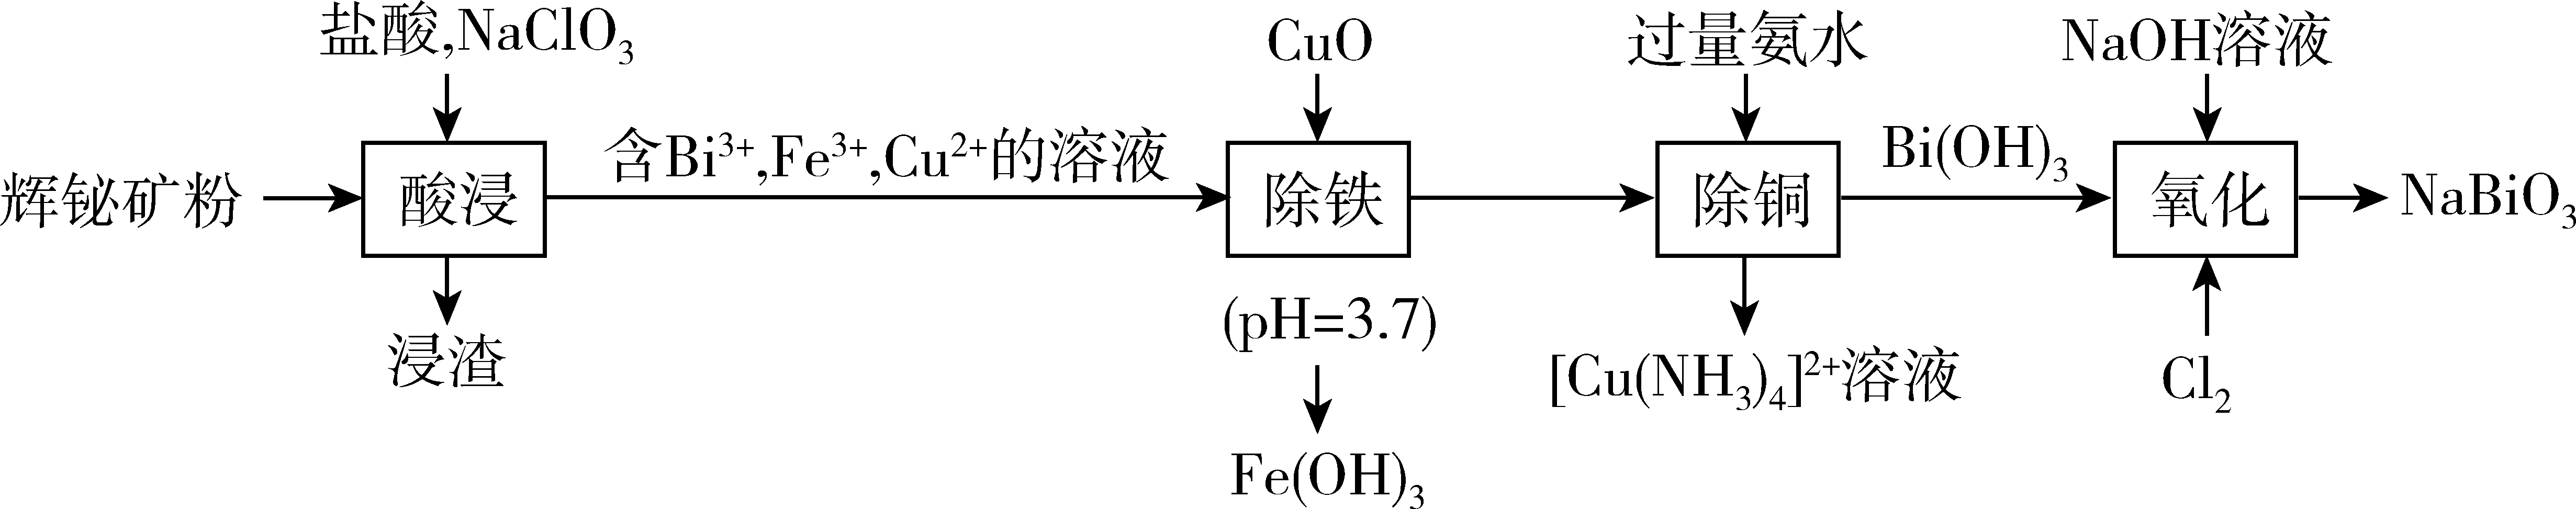 盐酸,NaClO₃
CuO
过量氨水
NaOH溶液
辉铋矿粉
酸浸
含Bi³⁺,Fe³⁺,Cu²⁺的溶液
除铁
除铜
Bi(OH)₃
氧化
NaBiO₃
浸渣
(pH=3.7)
[Cu(NH₃)₄]²⁺溶液
Cl₂
Fe(OH)₃